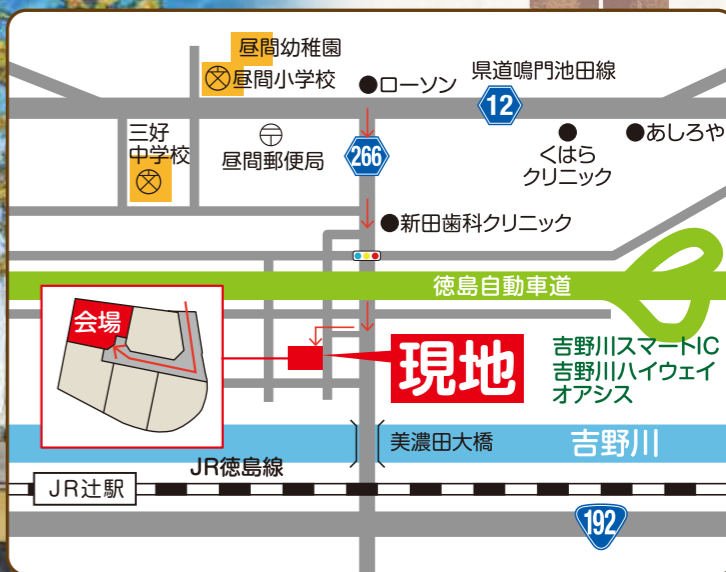 昼間幼稚園
昼間小学校
ローソン
県道鳴門池田線
12
三好
中学校
昼間郵便局
266
くはら
クリニック
あしろや
新田歯科クリニック
徳島自動車道
会場
現地
吉野川スマートIC
吉野川ハイウェイ
オアシス
美濃田大橋
吉野川
JR徳島線
JR辻駅
192